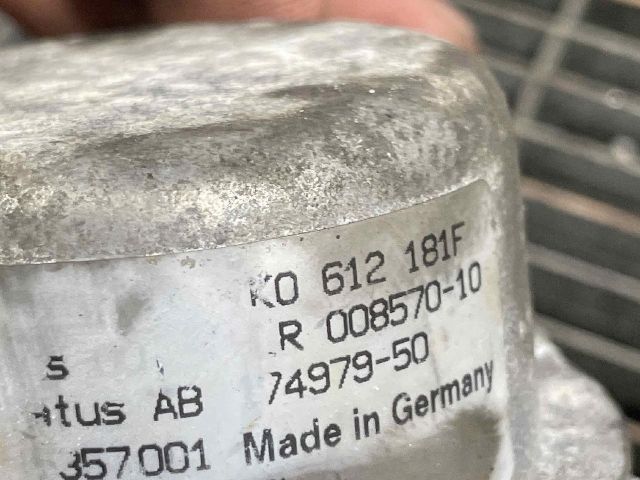 K0 612 181F
R 008570-10
s 74979-50
atus AB
357001 Made in Germany